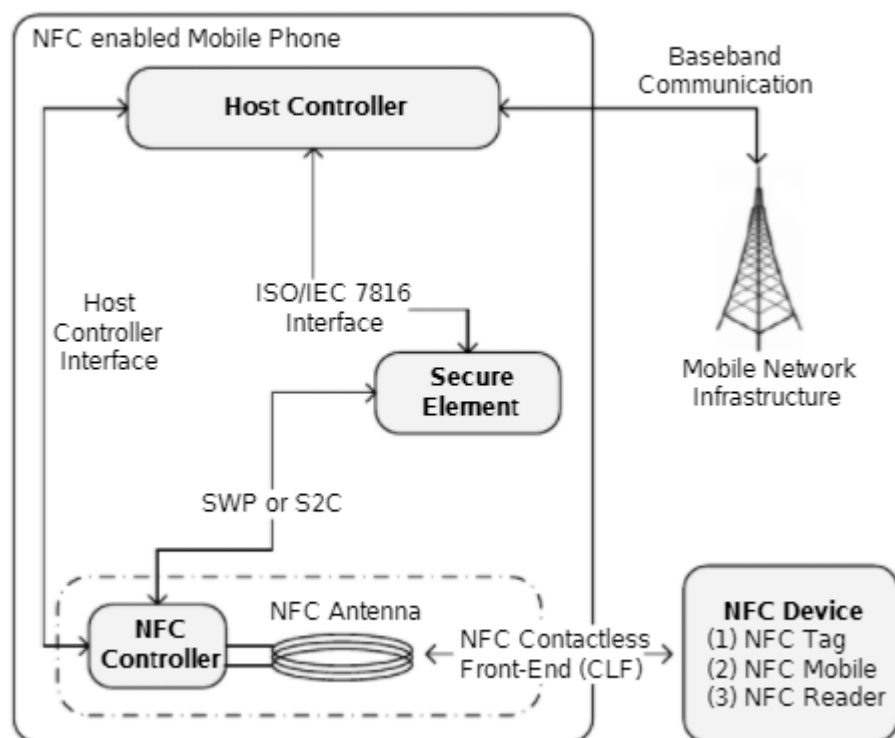 NFC enabled Mobile Phone
Host Controller
Baseband
Communication
Host
Controller
Interface
ISO/IEC 7816
Interface
Secure
Element
Mobile Network
Infrastructure
SWP or S2C
NFC
Controller
NFC Antenna
NFC Contactless
Front-End (CLF)
NFC Device
(1) NFC Tag
(2) NFC Mobile
(3) NFC Reader